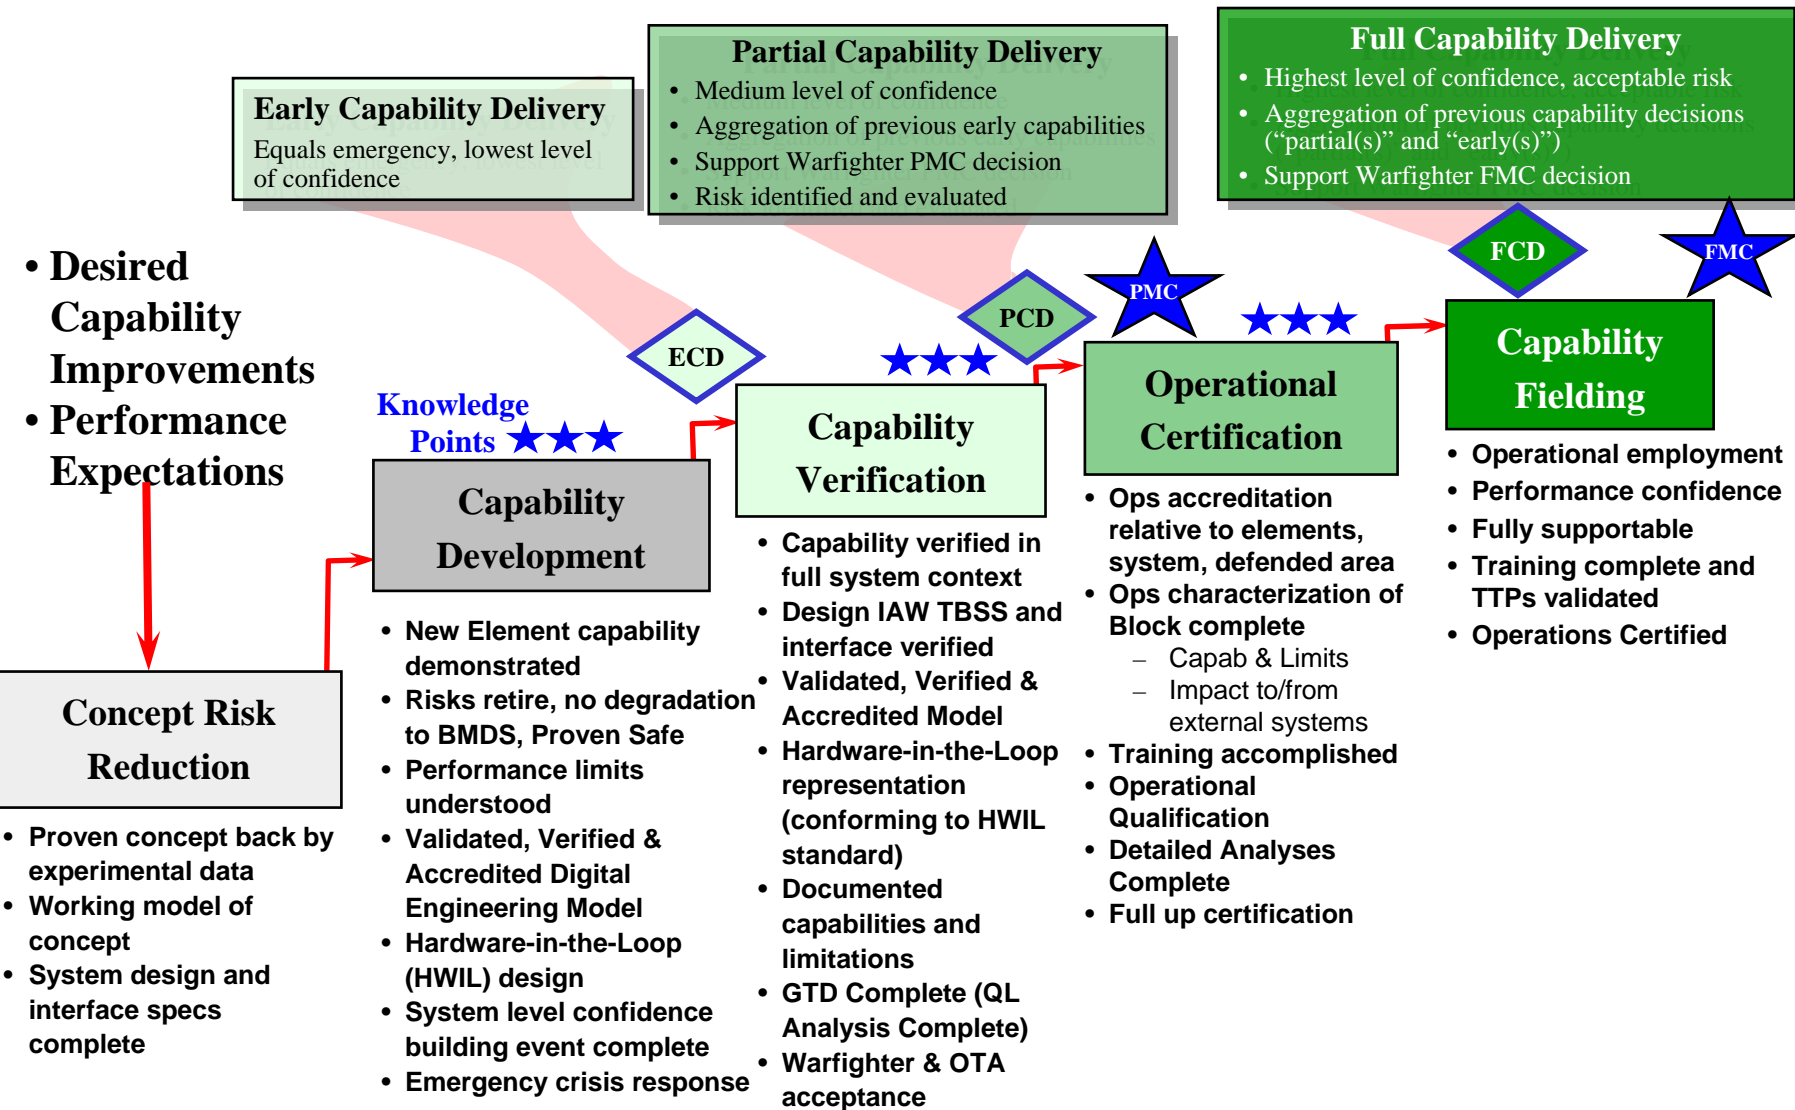 Early Capability Delivery
Equals emergency, lowest level
of confidence
Partial Capability Delivery
• Medium level of confidence
• Aggregation of previous early capabilities
• Support Warfighter PMC decision
• Risk identified and evaluated
Full Capability Delivery
• Highest level of confidence, acceptable risk
• Aggregation of previous capability decisions
(“partial(s)” and “early(s)”)
• Support Warfighter FMC decision
• Desired
Capability
Improvements
• Performance
Expectations
ECD
PCD
PMC
FCD
FMC
Knowledge
Points
Concept Risk
Reduction
• Proven concept back by
experimental data
• Working model of
concept
• System design and
interface specs
complete
Capability
Development
• New Element capability
demonstrated
• Risks retire, no degradation
to BMDS, Proven Safe
• Performance limits
understood
• Validated, Verified &
Accredited Digital
Engineering Model
• Hardware-in-the-Loop
(HWIL) design
• System level confidence
building event complete
• Emergency crisis response
Capability
Verification
• Capability verified in
full system context
• Design IAW TBSS and
interface verified
• Validated, Verified &
Accredited Model
• Hardware-in-the-Loop
representation
(conforming to HWIL
standard)
• Documented
capabilities and
limitations
• GTD Complete (QL
Analysis Complete)
• Warfighter & OTA
acceptance
Operational
Certification
• Ops accreditation
relative to elements,
system, defended area
• Ops characterization of
Block complete
– Capab & Limits
– Impact to/from
external systems
• Training accomplished
• Operational
Qualification
• Detailed Analyses
Complete
• Full up certification
Capability
Fielding
• Operational employment
• Performance confidence
• Fully supportable
• Training complete and
TTPs validated
• Operations Certified